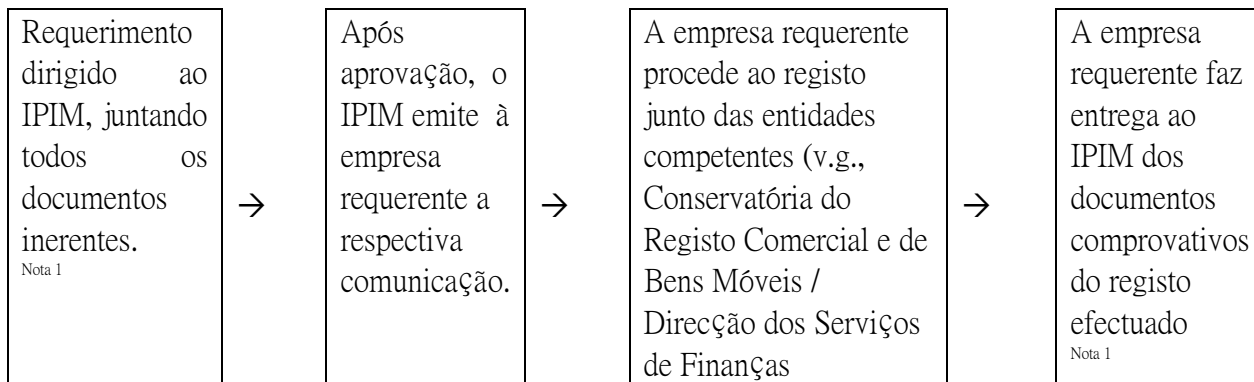 Requerimento
dirigido ao
IPIM, juntando
todos os
documentos
inerentes.
Nota 1
→
Após
aprovação, o
IPIM emite à
empresa
requerente a
respectiva
comunicação.
→
A empresa requerente
procede ao registo
junto das entidades
competentes (v.g.,
Conservatória do
Registo Comercial e de
Bens Móveis /
Direcção dos Serviços
de Finanças
→
A empresa
requerente faz
entrega ao
IPIM dos
documentos
comprovativos
do registo
efectuado
Nota 1